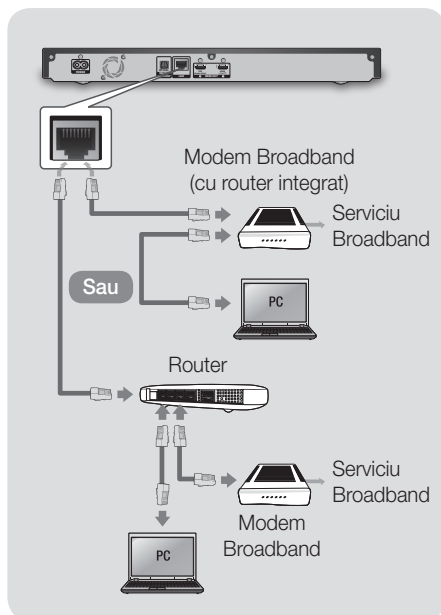 Modem Broadband
(cu router integrat)
Serviciu
Broadband
Sau
PC
Router
Serviciu
Broadband
Modem
Broadband
PC